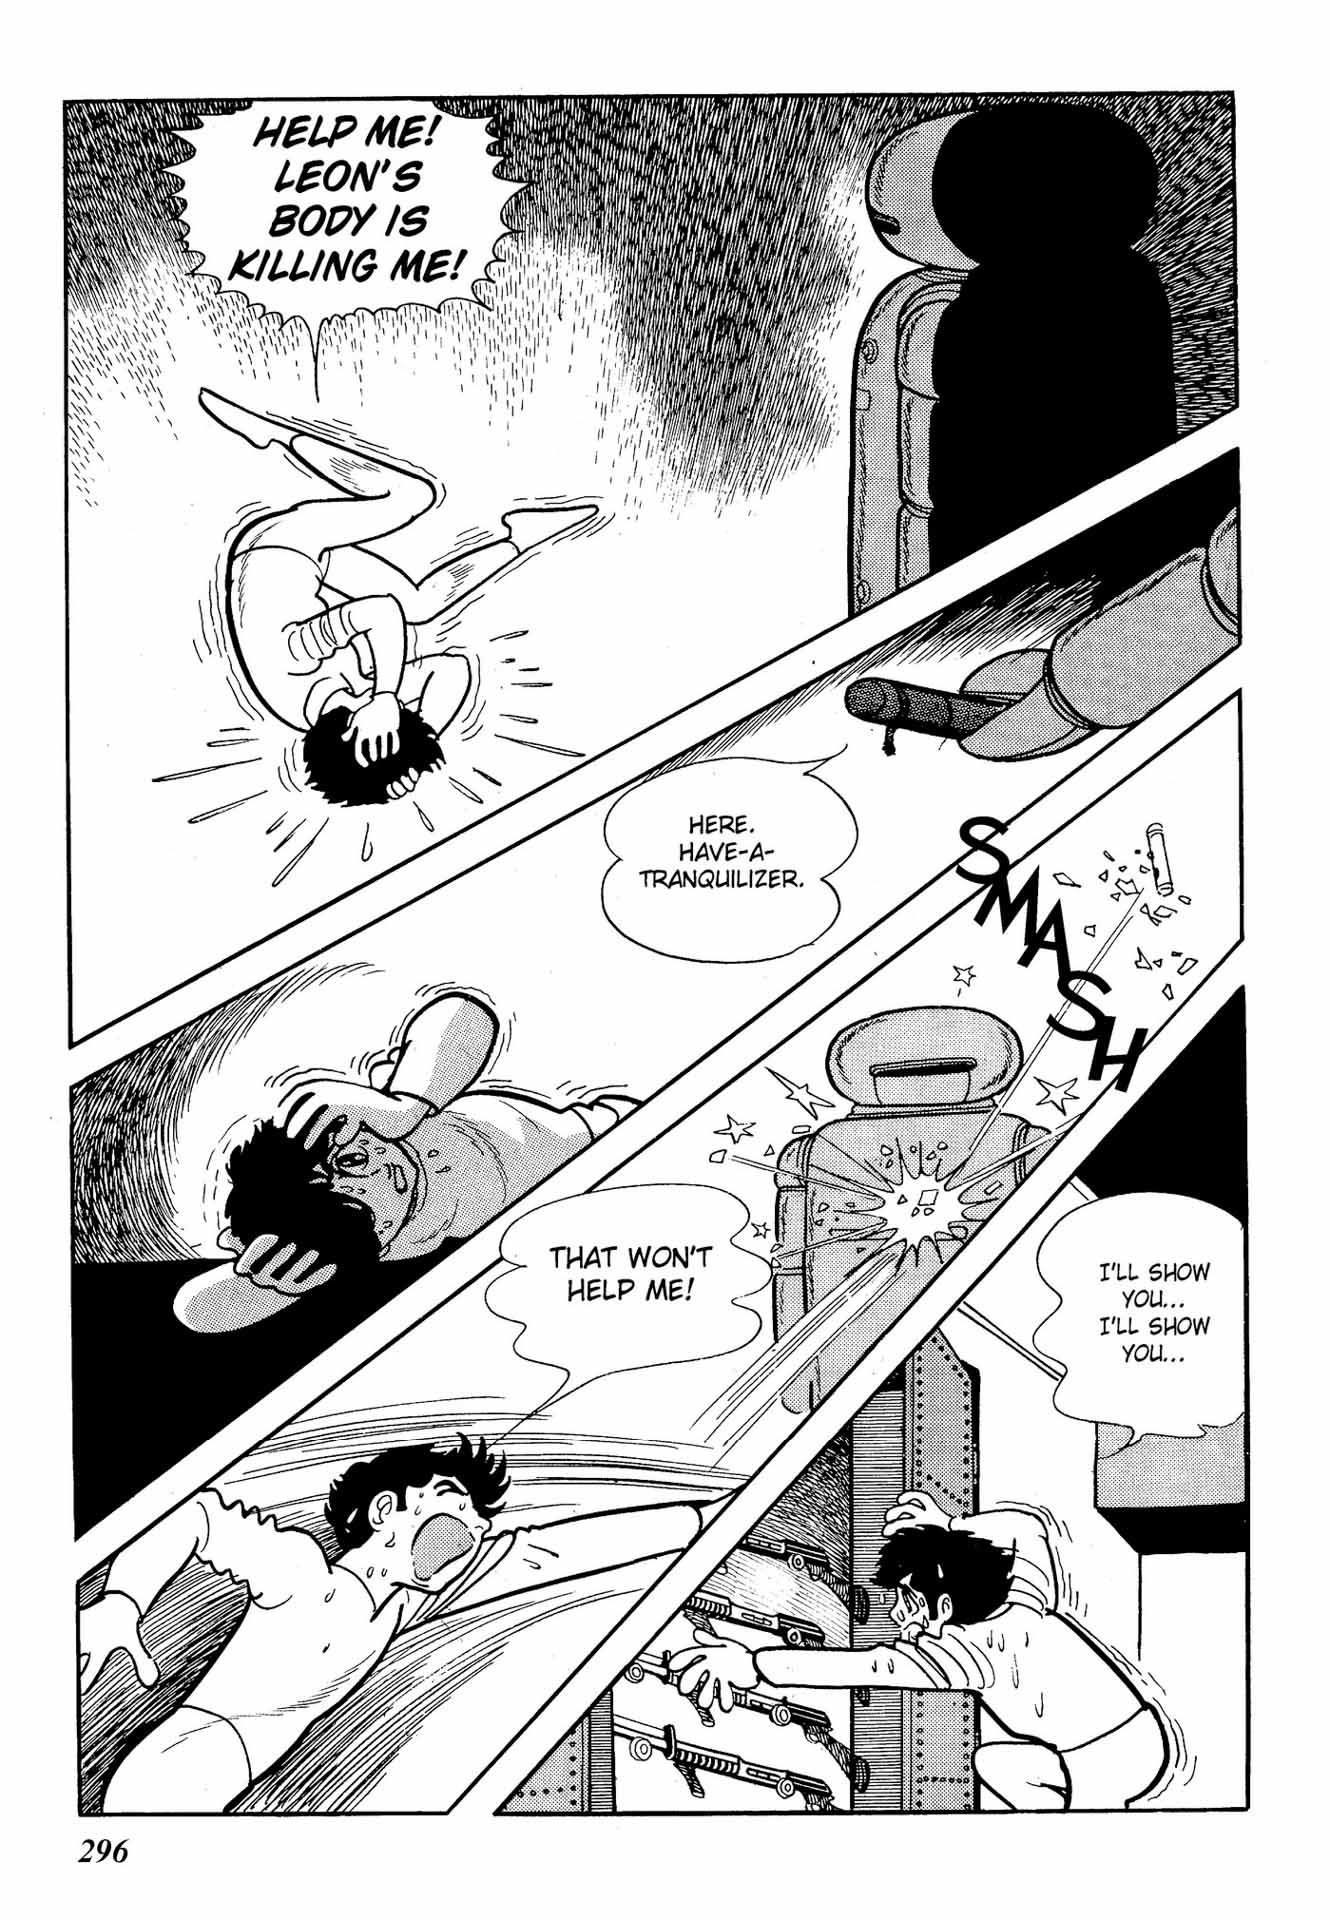 HELP ME!
LEON'S
BODY IS
KILLING ME!
HERE.
HAVE-A-
TRANQUILIZER.
SMASH
THAT WON'T
HELP ME!
I'LL SHOW
YOU...
I'LL SHOW
YOU...
296